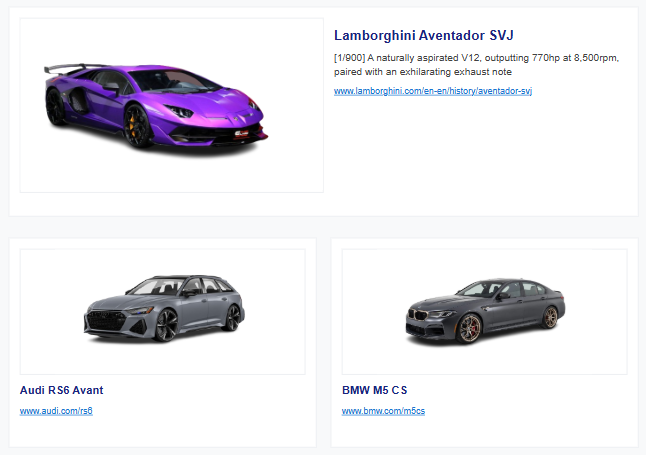 Lamborghini Aventador SVJ
[1/900] A naturally aspirated V12, outputting 770hp at 8,500rpm,
paired with an exhilarating exhaust note
www.lamborghini.com/en-en/history/aventador-svj
Audi RS6 Avant
www.audi.com/rs6
BMW M5 CS
www.bmw.com/m5cs